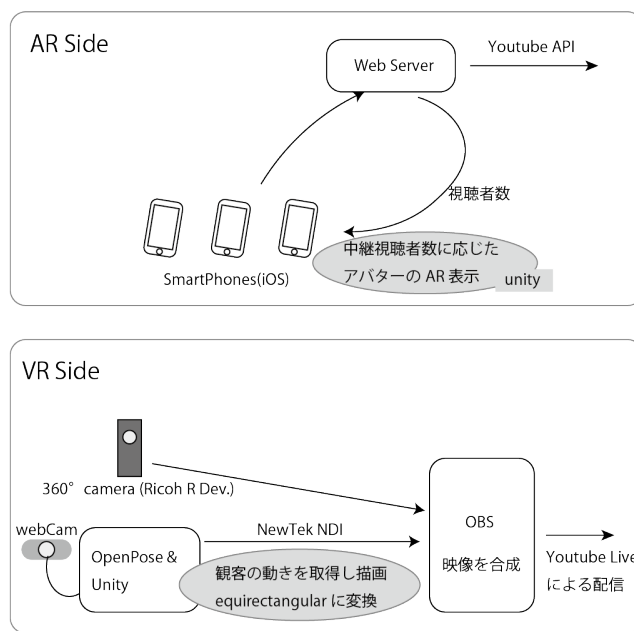 AR Side
Web Server
Youtube API
視聴者数
中継視聴者数に応じた
アバターの AR 表示
unity
SmartPhones(iOS)
VR Side
360° camera (Ricoh R Dev.)
webCam
OpenPose &
Unity
NewTek NDI
観客の動きを取得し描画
equirectangular に変換
OBS
映像を合成
Youtube Live
による配信